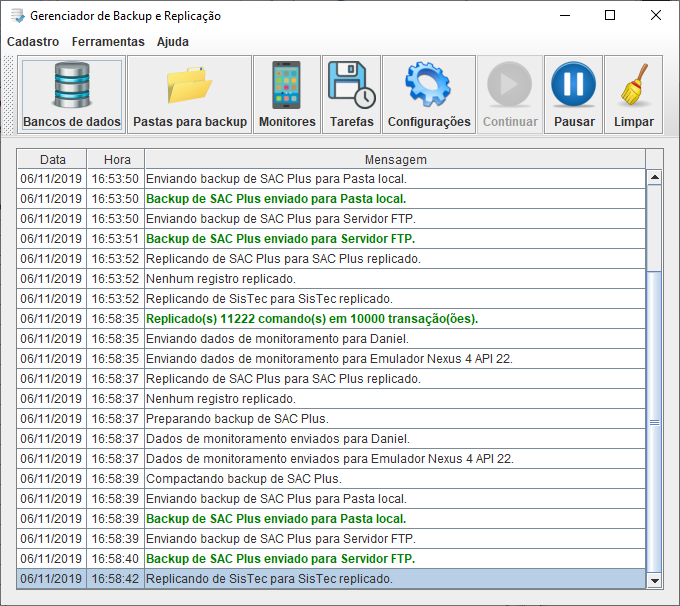 Gerenciador de Backup e Replicação
Cadastro Ferramentas Ajuda
Bancos de dados Pastas para backup Monitores Tarefas Configurações Continuar Pausar Limpar
Data Hora Mensagem
06/11/2019 16:53:50 Enviando backup de SAC Plus para Pasta local.
06/11/2019 16:53:50 Backup de SAC Plus enviado para Pasta local.
06/11/2019 16:53:50 Enviando backup de SAC Plus para Servidor FTP.
06/11/2019 16:53:51 Backup de SAC Plus enviado para Servidor FTP.
06/11/2019 16:53:52 Replicando de SAC Plus para SAC Plus replicado.
06/11/2019 16:53:52 Nenhum registro replicado.
06/11/2019 16:53:52 Replicando de SisTec para SisTec replicado.
06/11/2019 16:58:35 Replicado(s) 11222 comando(s) em 10000 transação(ões).
06/11/2019 16:58:35 Enviando dados de monitoramento para Daniel.
06/11/2019 16:58:35 Enviando dados de monitoramento para Emulador Nexus 4 API 22.
06/11/2019 16:58:37 Replicando de SAC Plus para SAC Plus replicado.
06/11/2019 16:58:37 Nenhum registro replicado.
06/11/2019 16:58:37 Preparando backup de SAC Plus.
06/11/2019 16:58:37 Dados de monitoramento enviados para Daniel.
06/11/2019 16:58:37 Dados de monitoramento enviados para Emulador Nexus 4 API 22.
06/11/2019 16:58:39 Compactando backup de SAC Plus.
06/11/2019 16:58:39 Enviando backup de SAC Plus para Pasta local.
06/11/2019 16:58:39 Backup de SAC Plus enviado para Pasta local.
06/11/2019 16:58:39 Enviando backup de SAC Plus para Servidor FTP.
06/11/2019 16:58:40 Backup de SAC Plus enviado para Servidor FTP.
06/11/2019 16:58:42 Replicando de SisTec para SisTec replicado.